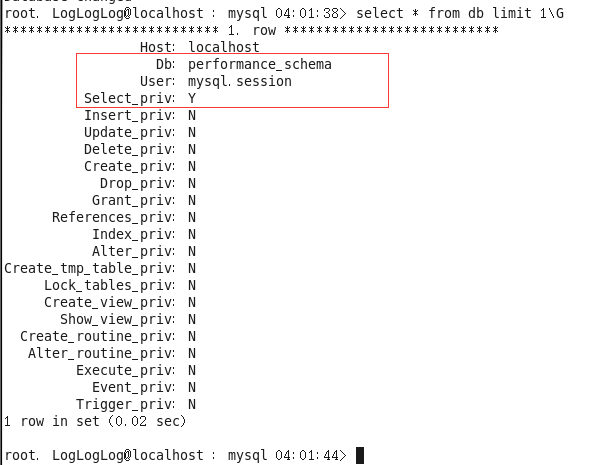 root. LogLogLog@localhost : mysql 04:01:38> select * from db limit 1\G
*************************** 1. row ***************************
Host: localhost
Db: performance_schema
User: mysql.session
Select_priv: Y
Insert_priv: N
Update_priv: N
Delete_priv: N
Create_priv: N
Drop_priv: N
Grant_priv: N
References_priv: N
Index_priv: N
Alter_priv: N
Create_tmp_table_priv: N
Lock_tables_priv: N
Create_view_priv: N
Show_view_priv: N
Create_routine_priv: N
Alter_routine_priv: N
Execute_priv: N
Event_priv: N
Trigger_priv: N
1 row in set (0.02 sec)
root. LogLogLog@localhost : mysql 04:01:44>